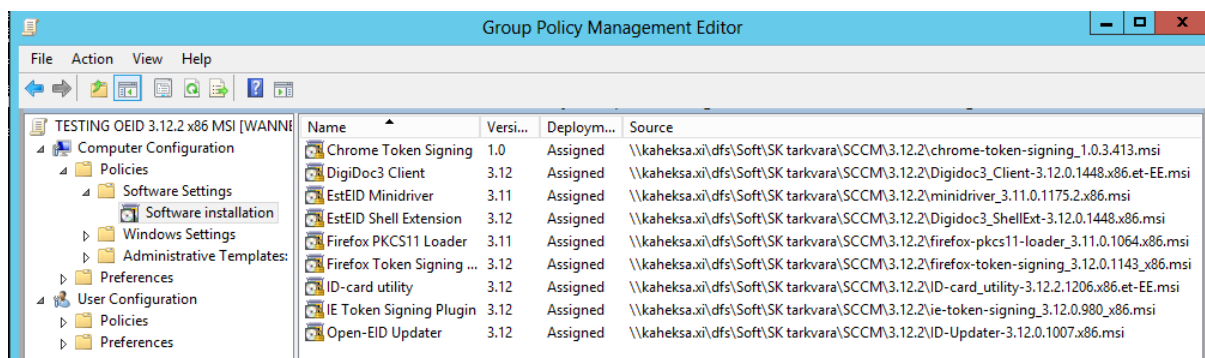 Group Policy Management Editor
File Action View Help
TESTING OEID 3.12.2 x86 MSI [WANNE
Computer Configuration
Policies
Software Settings
Software installation
Windows Settings
Administrative Templates:
Preferences
User Configuration
Policies
Preferences
Name Versi... Deploym... Source
Chrome Token Signing 1.0 Assigned \\kaheksa.xi\dfs\Soft\SK tarkvara\SCCM\3.12.2\chrome-token-signing_1.0.3.413.msi
DigiDoc3 Client 3.12 Assigned \\kaheksa.xi\dfs\Soft\SK tarkvara\SCCM\3.12.2\Digidoc3_Client-3.12.0.1448.x86.et-EE.msi
EstEID Minidriver 3.11 Assigned \\kaheksa.xi\dfs\Soft\SK tarkvara\SCCM\3.12.2\minidriver_3.11.0.1175.2.x86.msi
EstEID Shell Extension 3.12 Assigned \\kaheksa.xi\dfs\Soft\SK tarkvara\SCCM\3.12.2\Digidoc3_ShellExt-3.12.0.1448.x86.msi
Firefox PKCS11 Loader 3.11 Assigned \\kaheksa.xi\dfs\Soft\SK tarkvara\SCCM\3.12.2\firefox-pkcs11-loader_3.11.0.1064.x86.msi
Firefox Token Signing ... 3.12 Assigned \\kaheksa.xi\dfs\Soft\SK tarkvara\SCCM\3.12.2\firefox-token-signing_3.12.0.1143_x86.msi
ID-card utility 3.12 Assigned \\kaheksa.xi\dfs\Soft\SK tarkvara\SCCM\3.12.2\ID-card_utility-3.12.2.1206.x86.et-EE.msi
IE Token Signing Plugin 3.12 Assigned \\kaheksa.xi\dfs\Soft\SK tarkvara\SCCM\3.12.2\ie-token-signing_3.12.0.980_x86.msi
Open-EID Updater 3.12 Assigned \\kaheksa.xi\dfs\Soft\SK tarkvara\SCCM\3.12.2\ID-Updater-3.12.0.1007.x86.msi